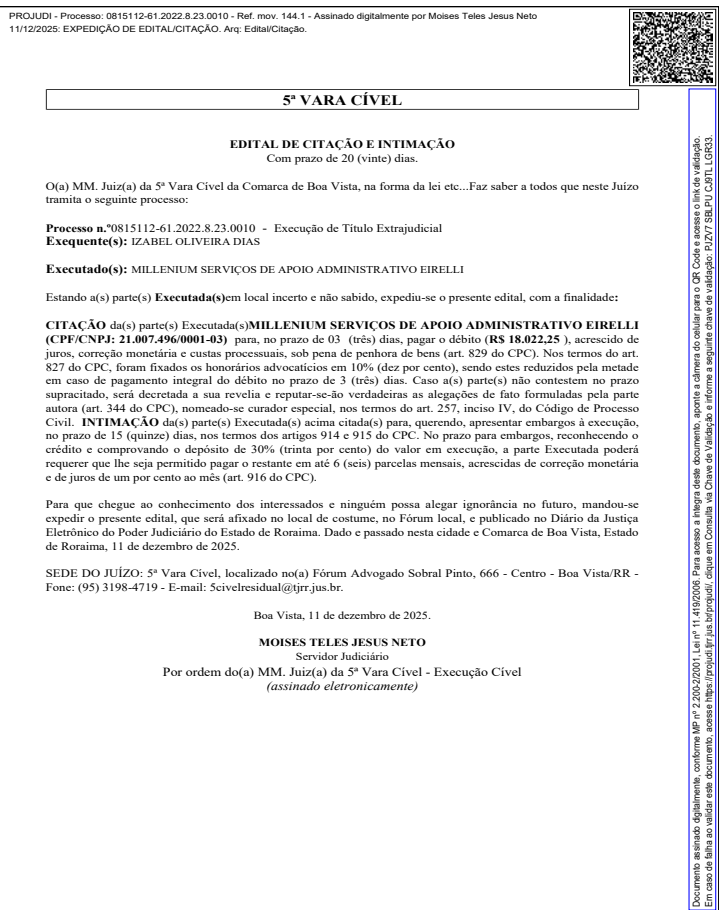 PROJUDI - Processo: 0815112-61.2022.8.23.0010 - Ref. mov. 144.1 - Assinado digitalmente por Moises Teles Jesus Neto
11/12/2025: EXPEDIÇÃO DE EDITAL/CITAÇÃO. Arq: Edital/Citação.
5ª VARA CÍVEL
EDITAL DE CITAÇÃO E INTIMAÇÃO
Com prazo de 20 (vinte) dias.
O(a) MM. Juiz(a) da 5ª Vara Cível da Comarca de Boa Vista, na forma da lei etc...Faz saber a todos que neste Juízo
tramita o seguinte processo:
Processo n.º0815112-61.2022.8.23.0010 - Execução de Título Extrajudicial
Exequente(s): IZABEL OLIVEIRA DIAS
Executado(s): MILLENIUM SERVIÇOS DE APOIO ADMINISTRATIVO EIRELLI
Estando a(s) parte(s) Executada(s)em local incerto e não sabido, expediu-se o presente edital, com a finalidade:
CITAÇÃO da(s) parte(s) Executada(s)MILLENIUM SERVIÇOS DE APOIO ADMINISTRATIVO EIRELLI
(CPF/CNPJ: 21.007.496/0001-03) para, no prazo de 03 (três) dias, pagar o débito (R$ 18.022,25 ), acrescido de
juros, correção monetária e custas processuais, sob pena de penhora de bens (art. 829 do CPC). Nos termos do art.
827 do CPC, foram fixados os honorários advocatícios em 10% (dez por cento), sendo estes reduzidos pela metade
em caso de pagamento integral do débito no prazo de 3 (três) dias. Caso a(s) parte(s) não contestem no prazo
supracitado, será decretada a sua revelia e reputar-se-ão verdadeiras as alegações de fato formuladas pela parte
autora (art. 344 do CPC), nomeado-se curador especial, nos termos do art. 257, inciso IV, do Código de Processo
Civil. INTIMAÇÃO da(s) parte(s) Executada(s) acima citada(s) para, querendo, apresentar embargos à execução,
no prazo de 15 (quinze) dias, nos termos dos artigos 914 e 915 do CPC. No prazo para embargos, reconhecendo o
crédito e comprovando o depósito de 30% (trinta por cento) do valor em execução, a parte Executada poderá
requerer que lhe seja permitido pagar o restante em até 6 (seis) parcelas mensais, acrescidas de correção monetária
e de juros de um por cento ao mês (art. 916 do CPC).
Para que chegue ao conhecimento dos interessados e ninguém possa alegar ignorância no futuro, mandou-se
expedir o presente edital, que será afixado no local de costume, no Fórum local, e publicado no Diário da Justiça
Eletrônico do Poder Judiciário do Estado de Roraima. Dado e passado nesta cidade e Comarca de Boa Vista, Estado
de Roraima, 11 de dezembro de 2025.
SEDE DO JUÍZO: 5ª Vara Cível, localizado no(a) Fórum Advogado Sobral Pinto, 666 - Centro - Boa Vista/RR -
Fone: (95) 3198-4719 - E-mail: 5civelresidual@tjrr.jus.br.
Boa Vista, 11 de dezembro de 2025.
MOISES TELES JESUS NETO
Servidor Judiciário
Por ordem do(a) MM. Juiz(a) da 5ª Vara Cível - Execução Cível
(assinado eletronicamente)
Documento assinado digitalmente, conforme MP nº 2.200-2/2001, Lei nº 11.419/2006. Para acesso a íntegra deste documento, aponte a câmera do celular para o QR Code e acesse o link de validação.
Em caso de falha ao validar este documento, acesse https://projudi.tjrr.jus.br/projudi/, clique em Consulta via Chave de Validação e informe a seguinte chave de validação: PJZV7 SBLPU CJ9TL LGR33.